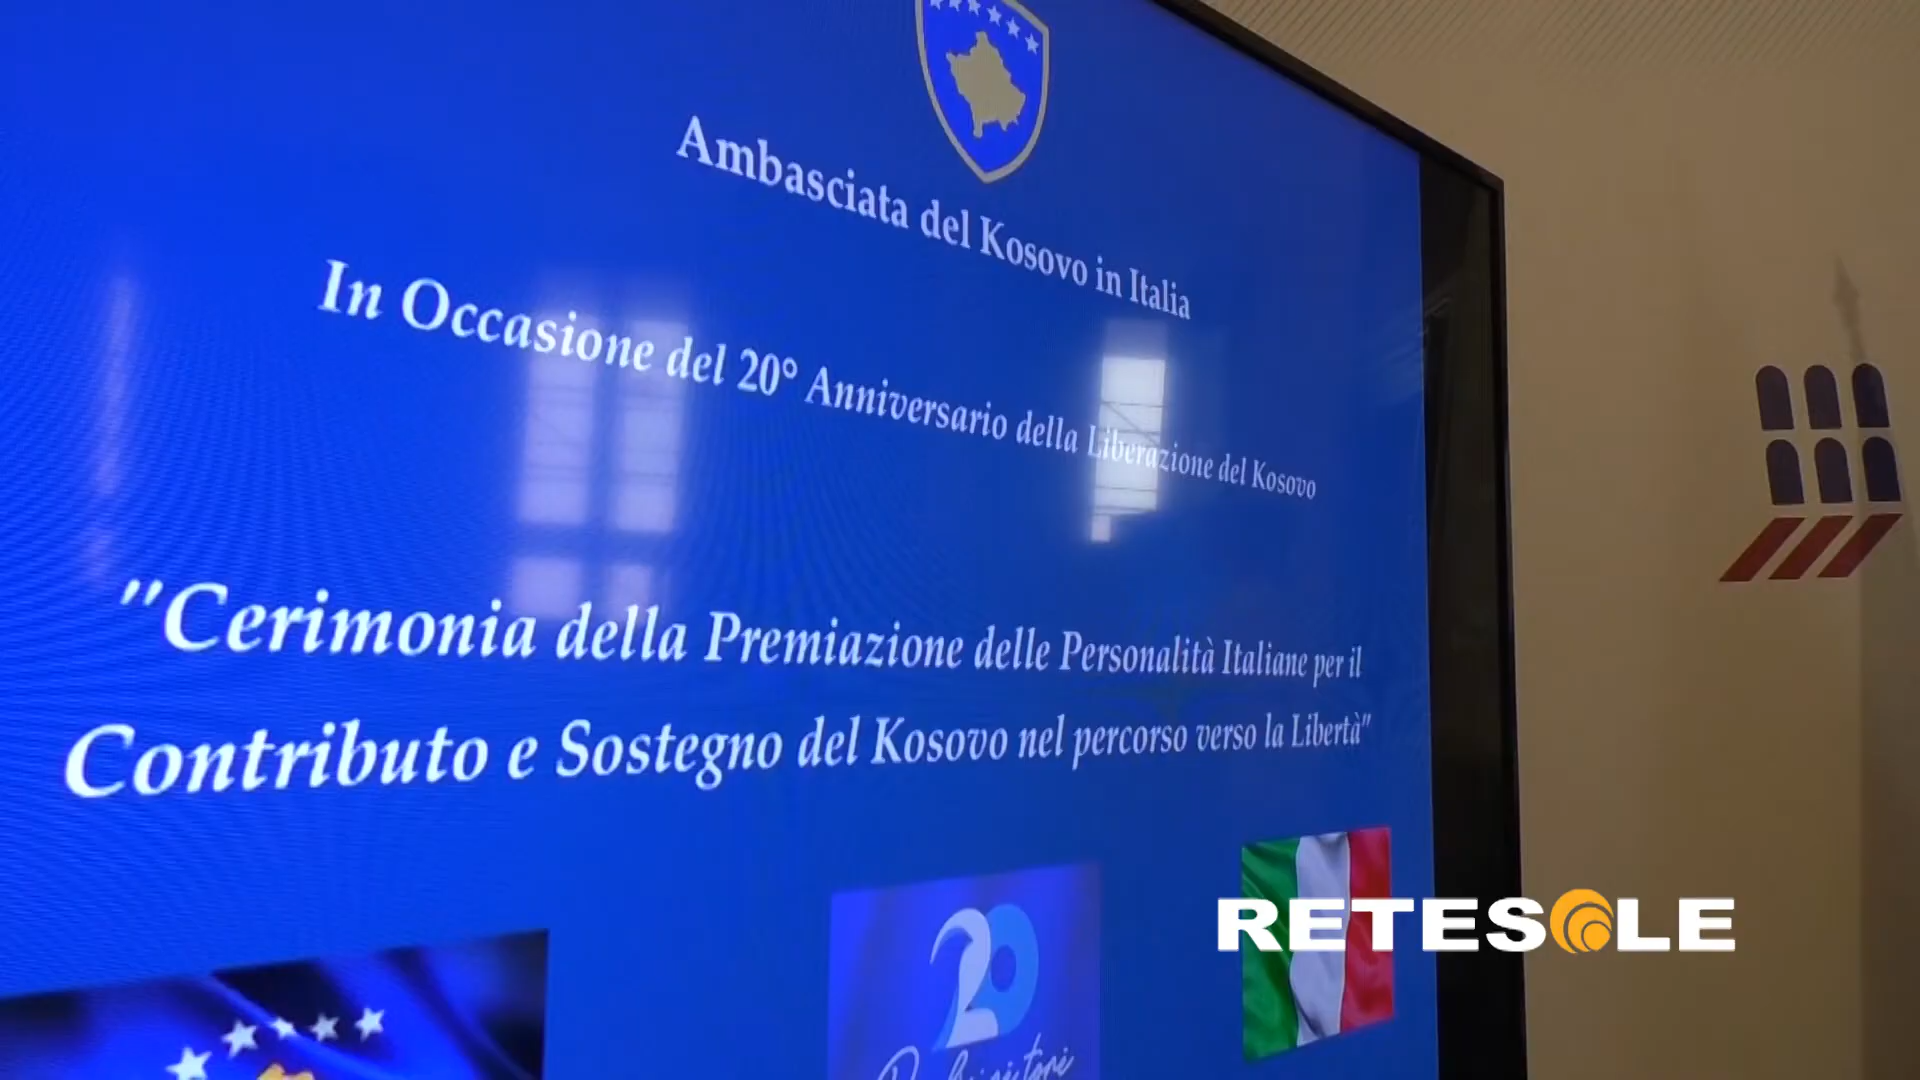 Ambasciata del Kosovo in Italia
In Occasione del 20° Anniversario della Liberazione del Kosovo
"Cerimonia della Premiazione delle Personalità Italiane per il
Contributo e Sostegno del Kosovo nel percorso verso la Libertà"
20
RETESOLE